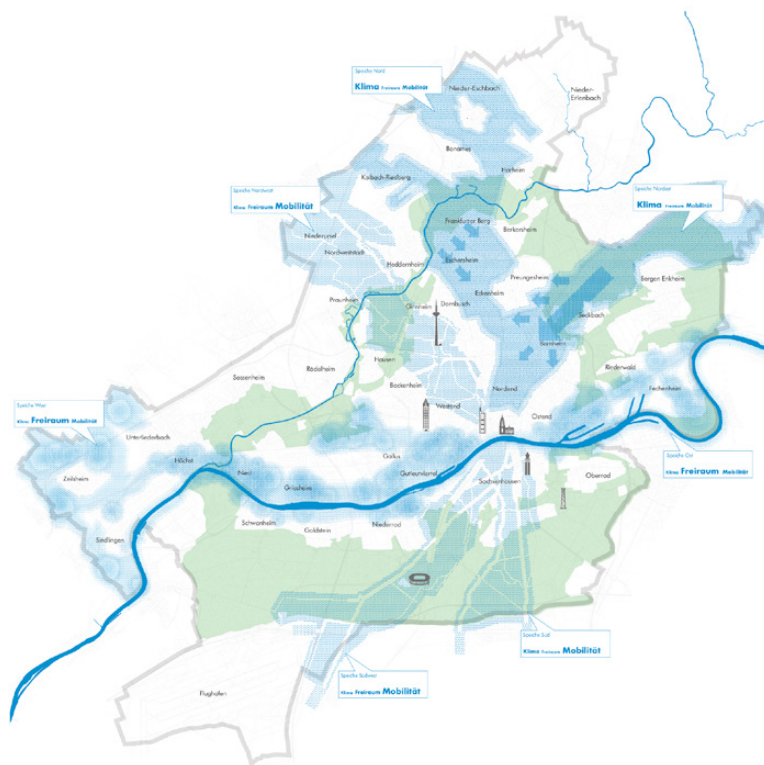 Speiche Nord
Klima Freiraum Mobilität
Nieder-Eschbach
Nieder-
Erlenbach
Bonames
Harheim
Kalbach-Riedberg
Speiche Nordwest
Klima Freiraum Mobilität
Speiche Nordost
Klima Freiraum Mobilität
Frankfurter Berg
Berkersheim
Niederursel
Nordweststadt
Eschersheim
Heddernheim
Preungesheim
Bergen Enkheim
Eckenheim
Praunheim
Ginnheim
Dornbusch
Seckbach
Bornheim
Hausen
Rödelheim
Riederwald
Sossenheim
Bockenheim
Nordend
Fechenheim
Speiche West
Klima Freiraum Mobilität
Westend
Ostend
Unterliederbach
Höchst
Gallus
Speiche Ost
Klima Freiraum Mobilität
Zeilsheim
Nied
Griesheim
Gutleutviertel
Sachsenhausen
Oberrad
Schwanheim
Goldstein
Niederrad
Sindlingen
Speiche Süd
Klima Freiraum Mobilität
Speiche Südwest
Klima Freiraum Mobilität
Flughafen